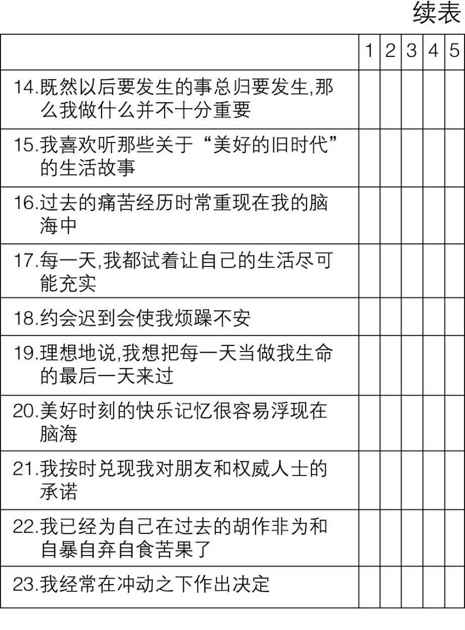 续表
1 2 3 4 5
14.既然以后要发生的事总归要发生,那
么我做什么并不十分重要
15.我喜欢听那些关于“美好的旧时代”
的生活故事
16.过去的痛苦经历时常重现在我的脑
海中
17.每一天,我都试着让自己的生活尽可
能充实
18.约会迟到会使我烦躁不安
19.理想地说,我想把每一天当做我生命
的最后一天来过
20.美好时刻的快乐记忆很容易浮现在
脑海
21.我按时兑现我对朋友和权威人士的
承诺
22.我已经为自己在过去的胡作非为和
自暴自弃自食苦果了
23.我经常在冲动之下作出决定